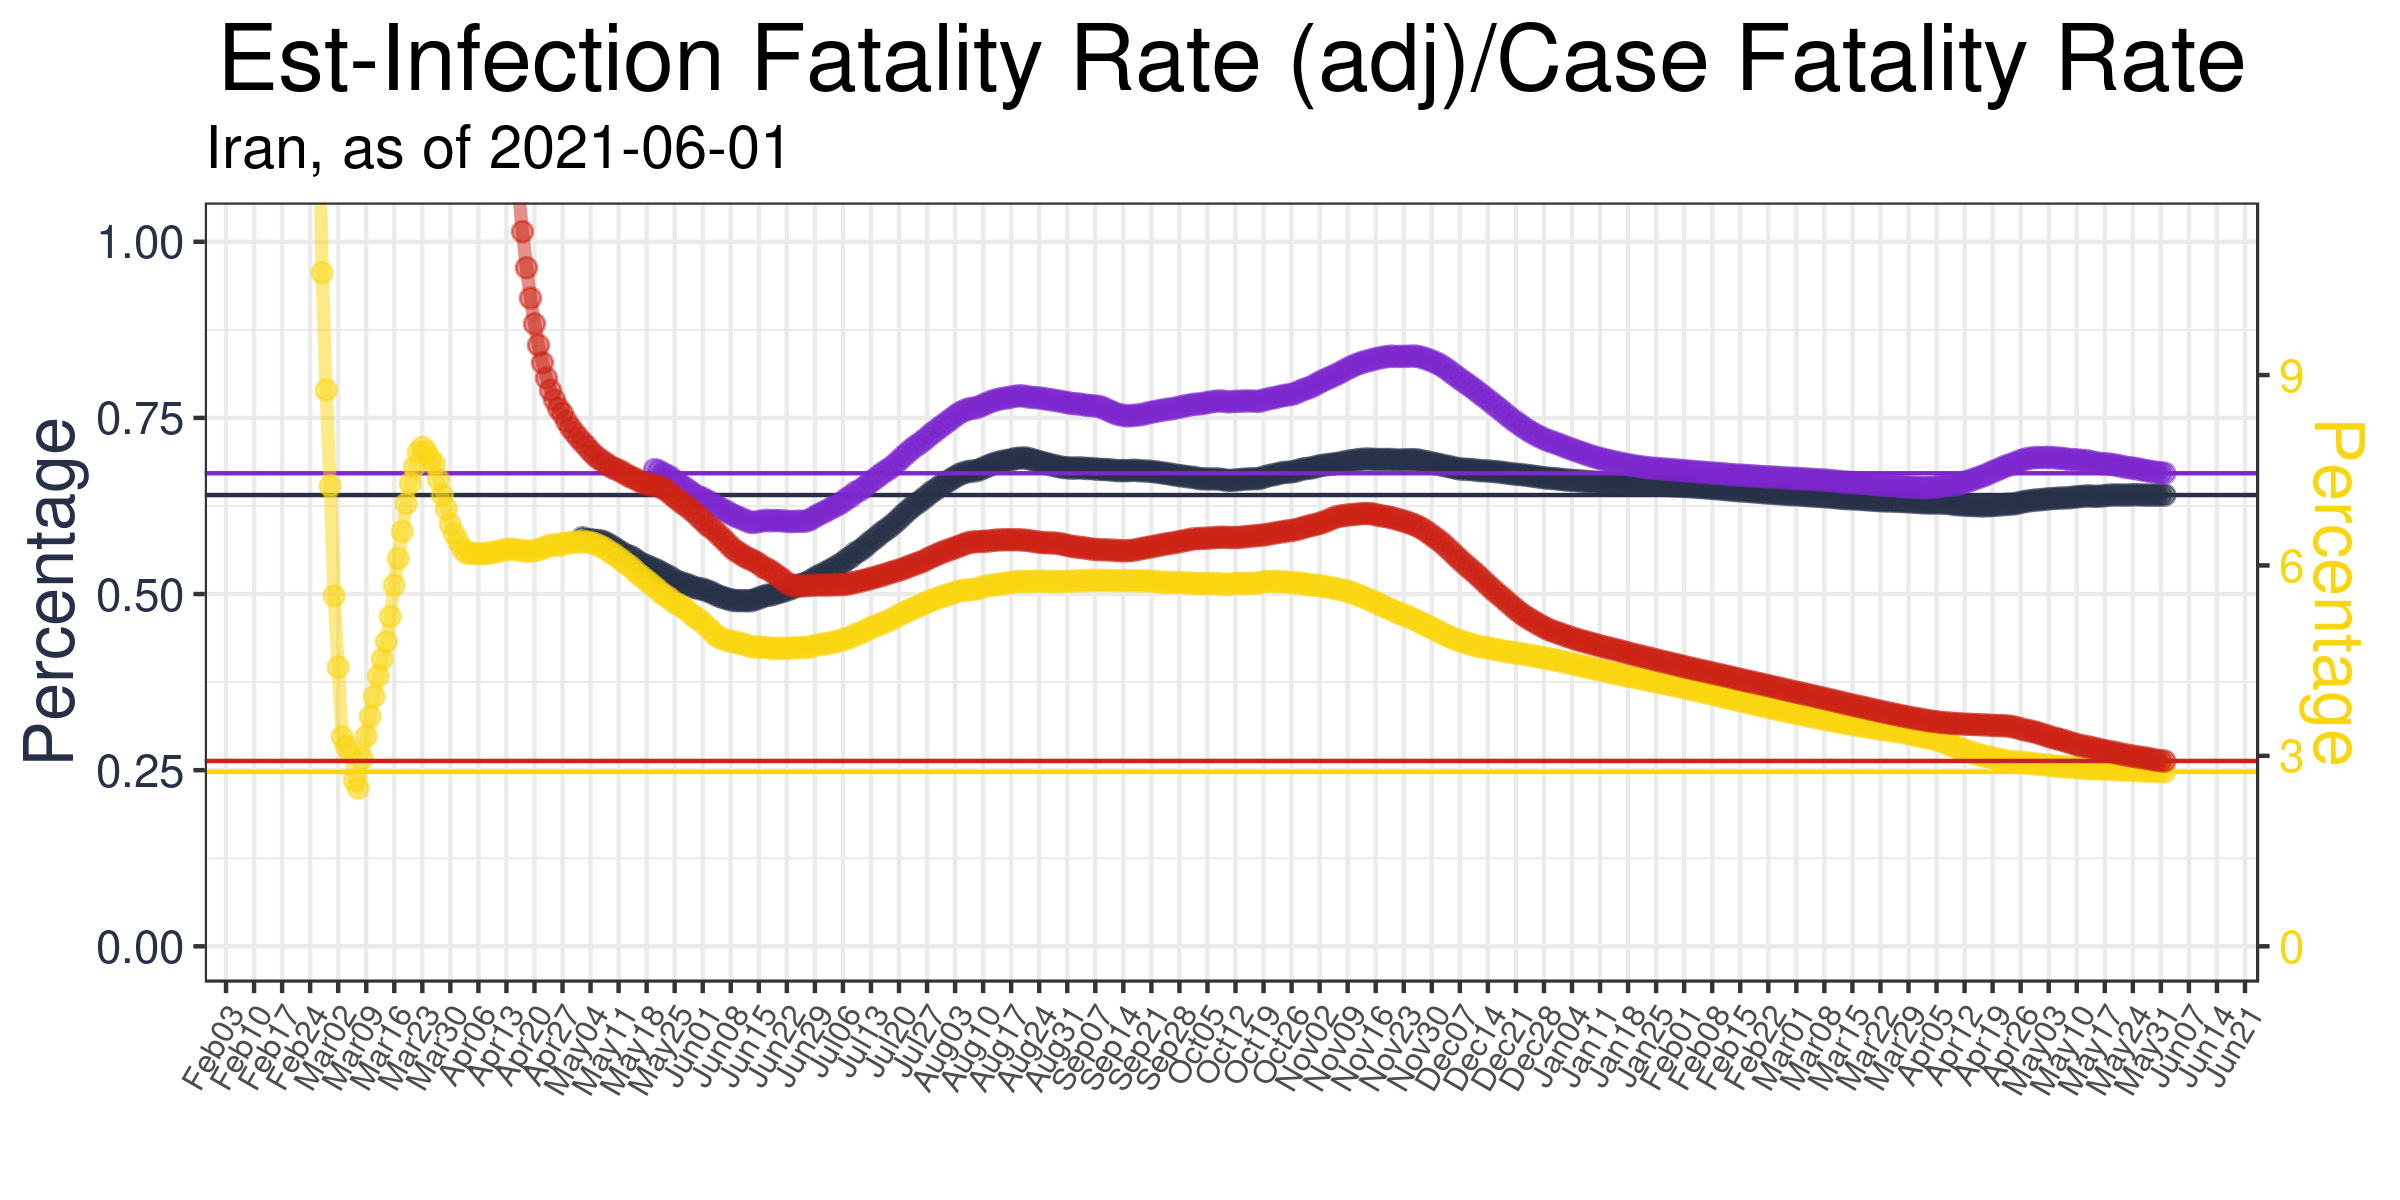 Est-Infection Fatality Rate (adj)/Case Fatality Rate
Iran, as of 2021-06-01
Percentage
1.00
0.75
0.50
0.25
0.00
9
6
3
0
Percentage
Feb03
Feb10
Feb17
Feb24
Mar02
Mar09
Mar16
Mar23
Mar30
Apr06
Apr13
Apr20
Apr27
May04
May11
May18
May25
Jun01
Jun08
Jun15
Jun22
Jun29
Jul06
Jul13
Jul20
Jul27
Aug03
Aug10
Aug17
Aug24
Aug31
Sep07
Sep14
Sep21
Sep28
Oct05
Oct12
Oct19
Oct26
Nov02
Nov09
Nov16
Nov23
Nov30
Dec07
Dec14
Dec21
Dec28
Jan04
Jan11
Jan18
Jan25
Feb01
Feb08
Feb15
Feb22
Mar01
Mar08
Mar15
Mar22
Mar29
Apr05
Apr12
Apr19
Apr26
May03
May10
May17
May24
May31
Jun07
Jun14
Jun21